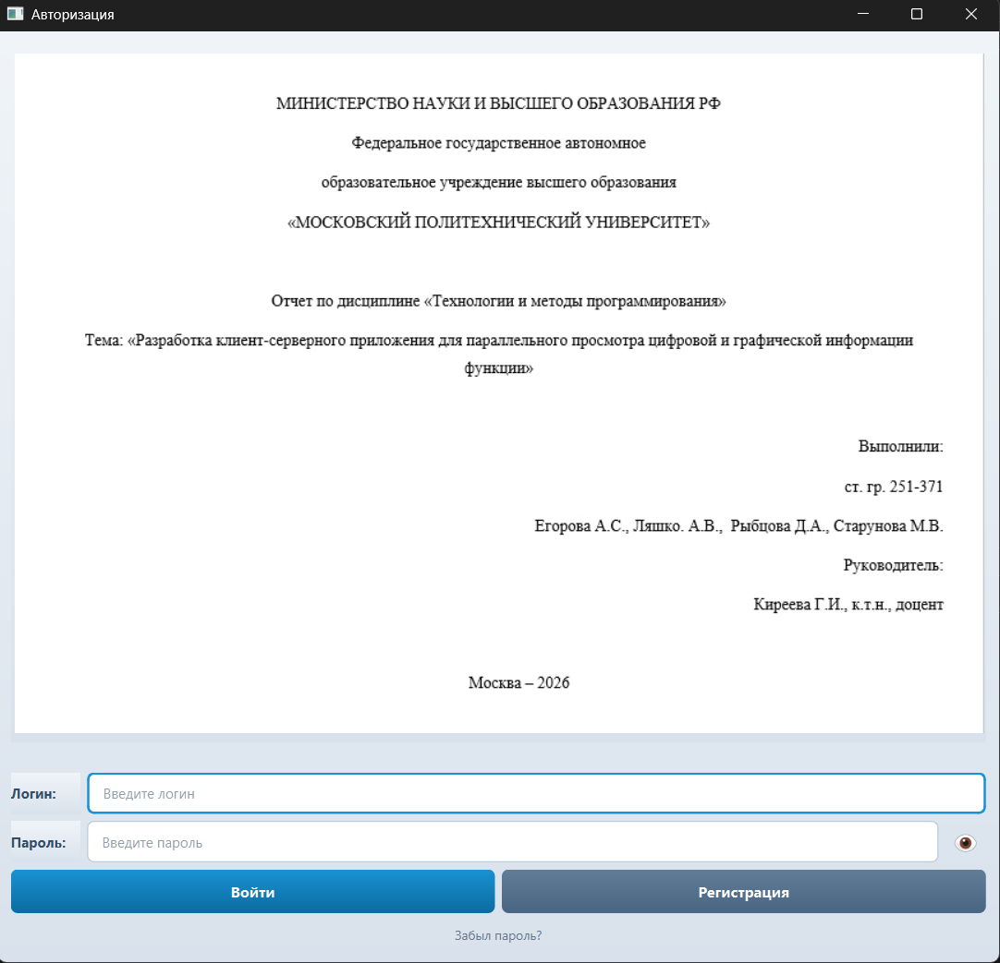 Авторизация
МИНИСТЕРСТВО НАУКИ И ВЫСШЕГО ОБРАЗОВАНИЯ РФ
Федеральное государственное автономное
образовательное учреждение высшего образования
«МОСКОВСКИЙ ПОЛИТЕХНИЧЕСКИЙ УНИВЕРСИТЕТ»
Отчет по дисциплине «Технологии и методы программирования»
Тема: «Разработка клиент-серверного приложения для параллельного просмотра цифровой и графической информации
функции»
Выполнили:
ст. гр. 251-371
Егорова А.С., Ляшко. А.В.,  Рыбцова Д.А., Старунова М.В.
Руководитель:
Киреева Г.И., к.т.н., доцент
Москва – 2026
Логин:
Введите логин
Пароль:
Введите пароль
Войти
Регистрация
Забыл пароль?